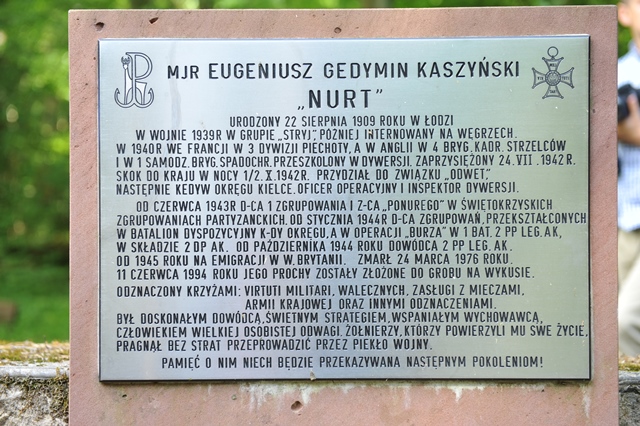 MJR EUGENIUSZ GEDYMIN KASZYŃSKI
„NURT"
URODZONY 22 SIERPNIA 1909 ROKU W ŁODZI
W WOJNIE 1939R W GRUPIE „STRYJ", PÓŹNIEJ INTERNOWANY NA WĘGRZECH.
W 1940R WE FRANCJI W 3 DYWIZJI PIECHOTY, A W ANGLII W 4 BRYG. KADR. STRZELCÓW
I W 1 SAMODZ. BRYG. SPADOCHR. PRZESZKOLONY W DYWERSJI. ZAPRZYSIĘŻONY 24. VII .1942 R.
SKOK DO KRAJU W NOCY 1/2. X. 1942R. PRZYDZIAŁ DO ZWIĄZKU „ODWET,"
NASTĘPNIE KEDYW OKRĘGU KIELCE, OFICER OPERACYJNY I INSPEKTOR DYWERSJI.
OD CZERWCA 1943R D-CA 1 ZGRUPOWANIA I Z-CA „PONUREGO" W ŚWIĘTOKRZYSKICH
ZGRUPOWANIACH PARTYZANCKICH. OD STYCZNIA 1944R D-CA ZGRUPOWAŃ, PRZEKSZTAŁCONYCH
W BATALION DYSPOZYCYJNY K-DY OKRĘGU, A W OPERACJI „BURZA" W 1 BAT. 2 PP LEG. AK,
W SKŁADZIE 2 DP AK. OD PAŹDZIERNIKA 1944 ROKU DOWÓDCA 2 PP LEG. AK.
OD 1945 ROKU NA EMIGRACJI W W. BRYTANII. ZMARŁ 24 MARCA 1976 ROKU.
11 CZERWCA 1994 ROKU JEGO PROCHY ZOSTAŁY ZŁOŻONE DO GROBU NA WYKUSIE.
ODZNACZONY KRZYŻAMI: VIRTUTI MILITARI, WALECZNYCH, ZASŁUGI Z MIECZAMI,
ARMII KRAJOWEJ ORAZ INNYMI ODZNACZENIAMI.
BYŁ DOSKONAŁYM DOWÓDCĄ, ŚWIETNYM STRATEGIEM, WSPANIAŁYM WYCHOWAWCĄ,
CZŁOWIEKIEM WIELKIEJ OSOBISTEJ ODWAGI. ŻOŁNIERZY, KTÓRZY POWIERZYLI MU SWE ŻYCIE,
PRAGNĄŁ BEZ STRAT PRZEPROWADZIĆ PRZEZ PIEKŁO WOJNY.
PAMIĘĆ O NIM NIECH BĘDZIE PRZEKAZYWANA NASTĘPNYM POKOLENIOM!